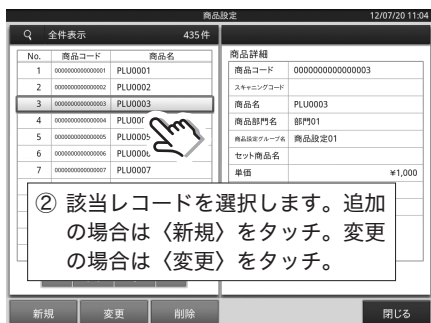 商品設定 12/07/20 11:04
全件表示 435件
No. 商品コード 商品名
1 0000000000000001 PLU0001
2 0000000000000002 PLU0002
3 0000000000000003 PLU0003
4 0000000000000004
5 0000000000000005 PLU0005
6 0000000000000006
7 0000000000000007 PLU0007
商品詳細
商品コード 0000000000000003
スキャニングコード
商品名 PLU0003
商品部門名 部門01
商品設定グループ名 商品設定01
セット商品名
単価 ¥1,000
② 該当レコードを選択します。追加
の場合は〈新規〉をタッチ。変更
の場合は〈変更〉をタッチ。
新規 変更 削除 閉じる